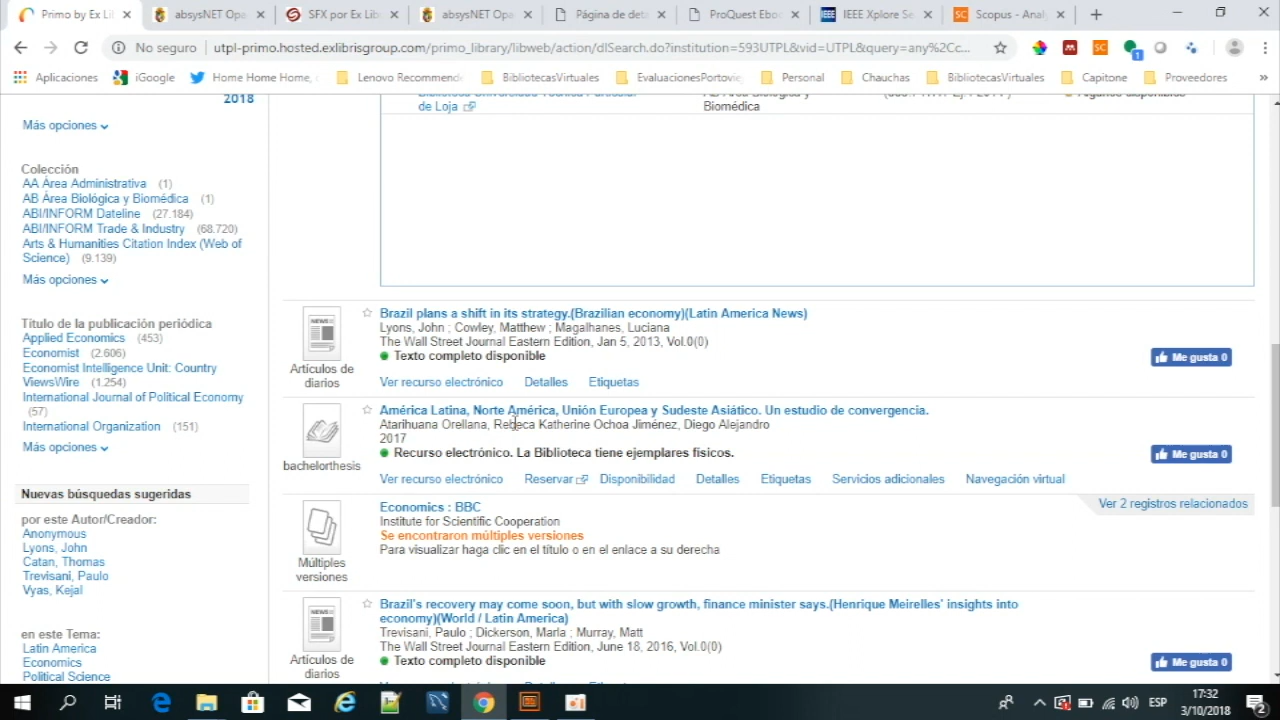 Primo by Ex Li
absysNET Opa
SFX por Ex Lib
absysNET Opa
Página de deta
ProQuest Eboo
IEEE Xplore Se
Scopus - Anal
No seguro
utpl-primo.hosted.exlibrisgroup.com/primo_library/libweb/action/dlSearch.do?institution=593UTPL&vid=UTPL&query=any%2Cc...
Aplicaciones
iGoogle
Home Home Home,
Lenovo Recommend
BibliotecasVirtuales
EvaluacionesPortovie
Personal
Chauchas
BibliotecasVirtuales
Capitone
Proveedores
»
2018
de Loja
Biomédica
Más opciones
Colección
AA Área Administrativa (1)
AB Área Biológica y Biomédica (1)
ABI/INFORM Dateline (27.184)
ABI/INFORM Trade & Industry (68.720)
Arts & Humanities Citation Index (Web of
Science) (9.139)
Más opciones
Título de la publicación periódica
Applied Economics (453)
Economist (2.606)
Economist Intelligence Unit: Country
ViewsWire (1.254)
International Journal of Political Economy
(57)
International Organization (151)
Más opciones
Nuevas búsquedas sugeridas
por este Autor/Creador:
Anonymous
Lyons, John
Catan, Thomas
Trevisani, Paulo
Vyas, Kejal
en este Tema:
Latin America
Economics
Political Science
NEWS
Artículos de
diarios
Brazil plans a shift in its strategy.(Brazilian economy)(Latin America News)
Lyons, John ; Cowley, Matthew ; Magalhanes, Luciana
The Wall Street Journal Eastern Edition, Jan 5, 2013, Vol.0(0)
Texto completo disponible
Me gusta 0
Ver recurso electrónico Detalles Etiquetas
bachelorthesis
América Latina, Norte América, Unión Europea y Sudeste Asiático. Un estudio de convergencia.
Atarihuana Orellana, Rebeca Katherine Ochoa Jiménez, Diego Alejandro
2017
Recurso electrónico. La Biblioteca tiene ejemplares físicos.
Me gusta 0
Ver recurso electrónico Reservar Disponibilidad Detalles Etiquetas Servicios adicionales Navegación virtual
Múltiples
versiones
Economics : BBC
Ver 2 registros relacionados
Institute for Scientific Cooperation
Se encontraron múltiples versiones
Para visualizar haga clic en el título o en el enlace a su derecha
NEWS
Artículos de
diarios
Brazil's recovery may come soon, but with slow growth, finance minister says.(Henrique Meirelles' insights into
economy)(World / Latin America)
Trevisani, Paulo ; Dickerson, Marla ; Murray, Matt
The Wall Street Journal Eastern Edition, June 18, 2016, Vol.0(0)
Texto completo disponible
Me gusta 0
ESP
17:32
3/10/2018
2